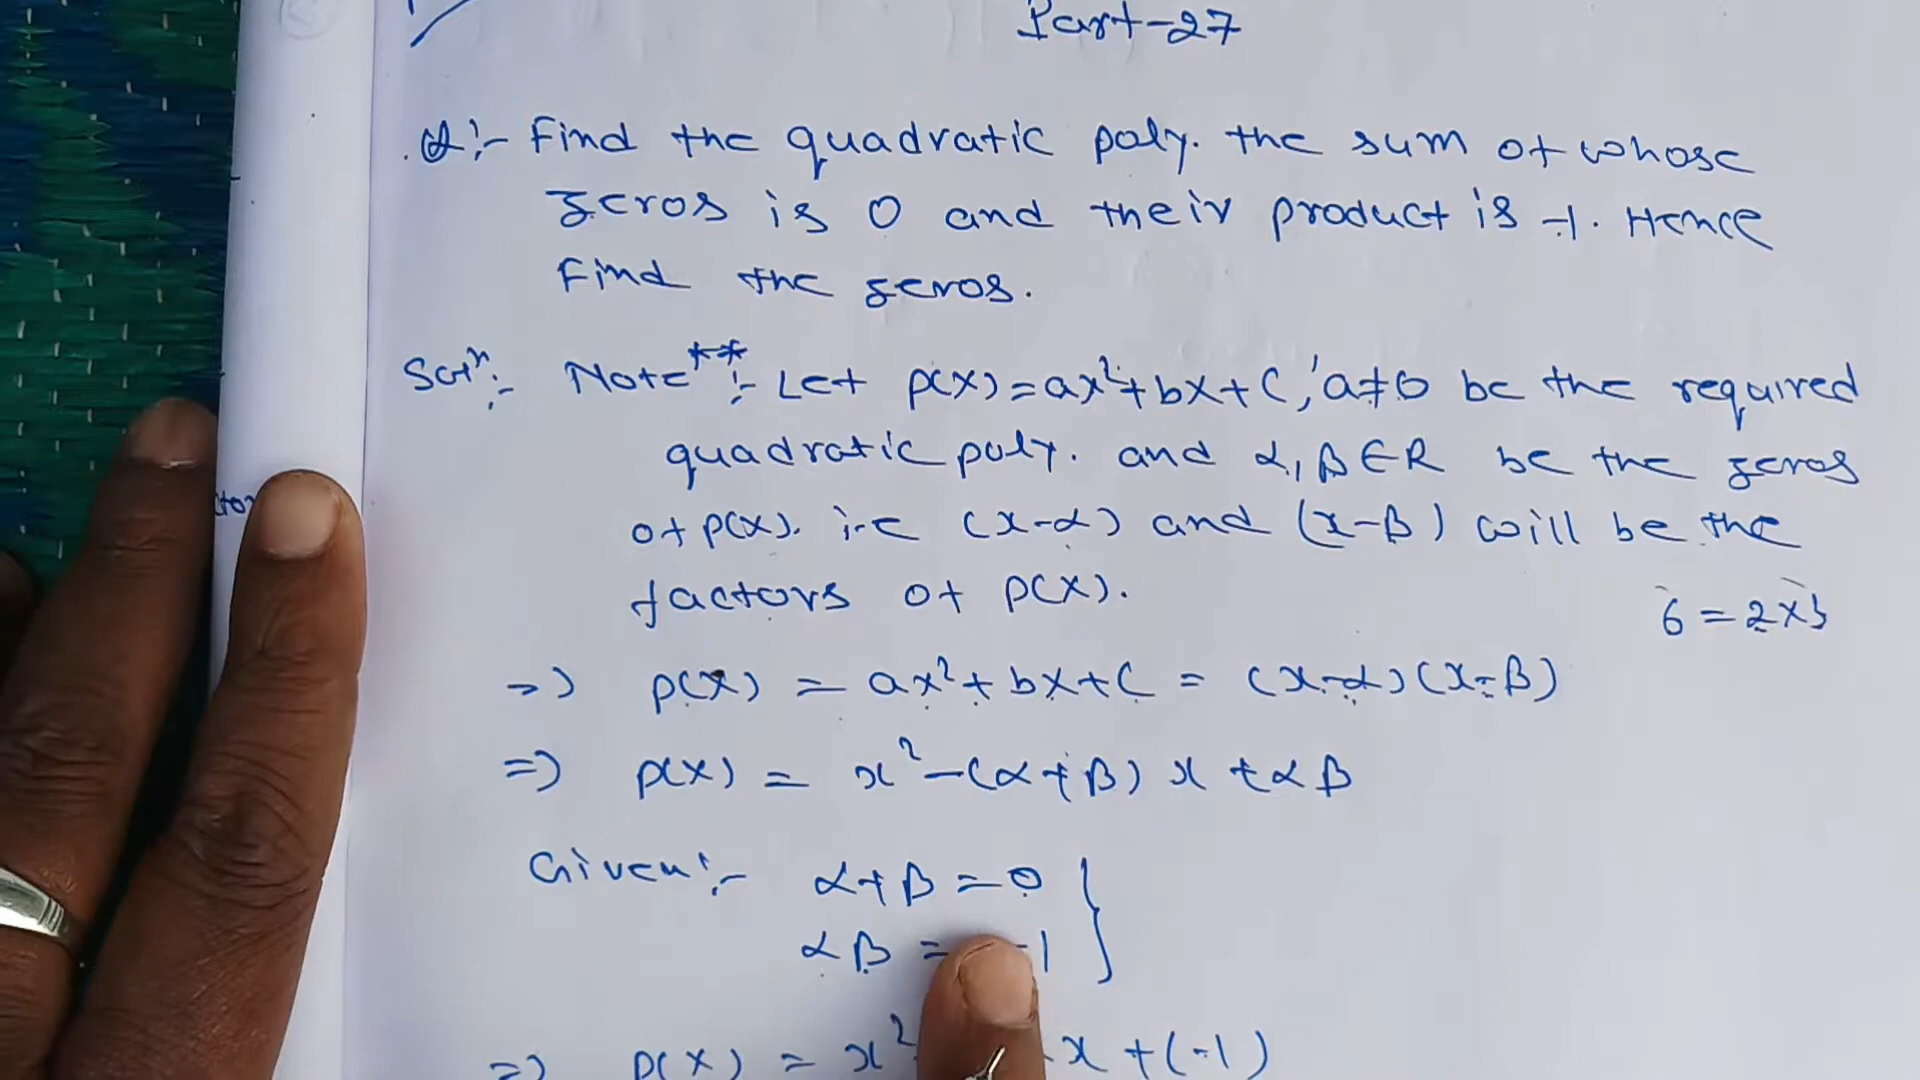 Part-27
Q:- Find the quadratic poly. the sum of whose
zeros is 0 and their product is -1. Hence
Find the zeros.
Solⁿ:- Note**:- Let p(x)=ax²+bx+c, a≠0 be the required
quadratic poly. and α,β∈R be the zeros
of p(x). i.e (x-α) and (x-β) will be the
factors of p(x).
6=2×3
=> p(x) = ax²+bx+c = (x-α)(x-β)
=> p(x) = x²-(α+β)x+αβ
Given:- α+β=0
αβ = -1 }
=> p(x) = x² x+(-1)